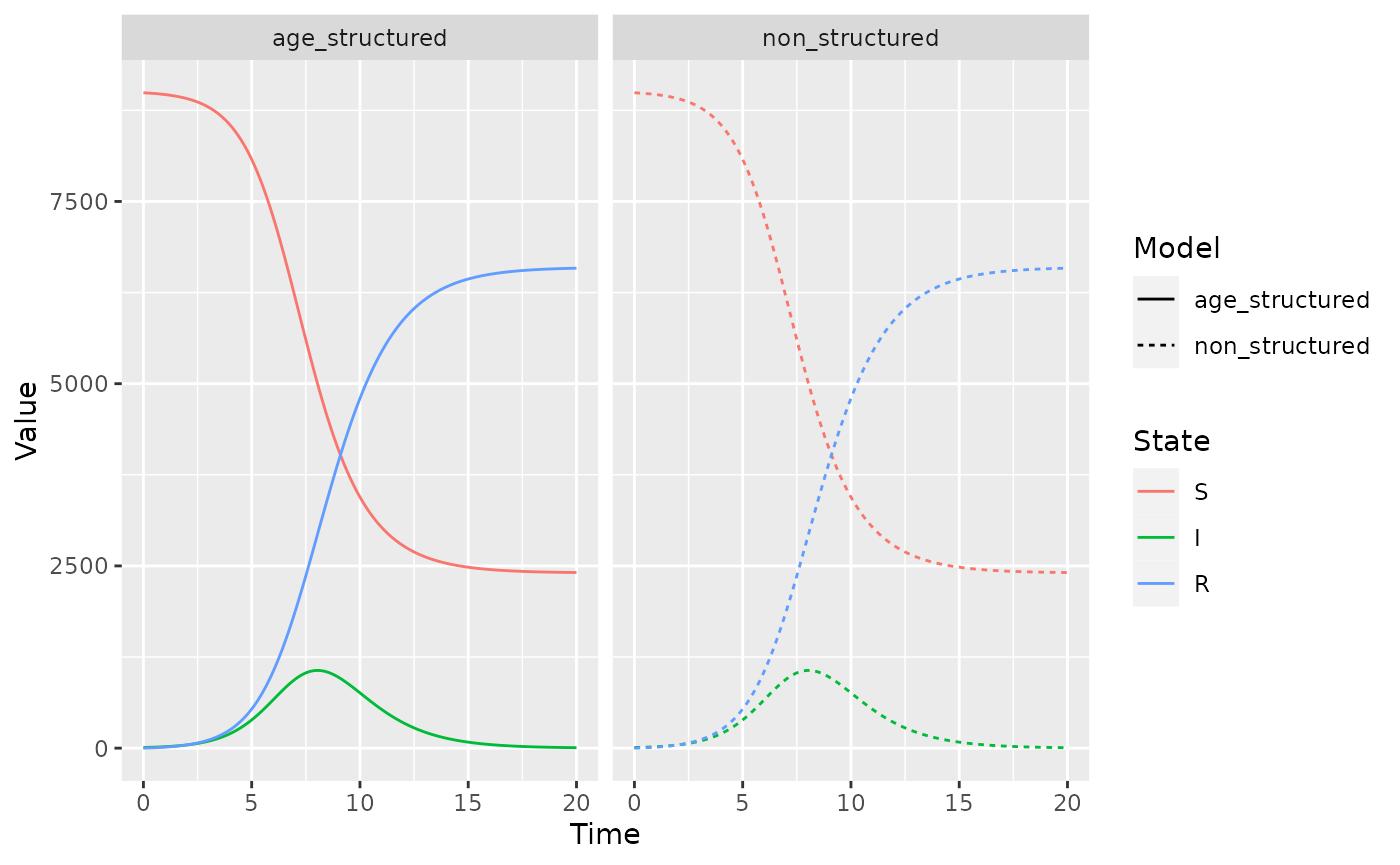 age_structured
non_structured
Value
7500
5000
2500
0
0 5 10 15 20
0 5 10 15 20
Time
Model
age_structured
non_structured
State
S
I
R